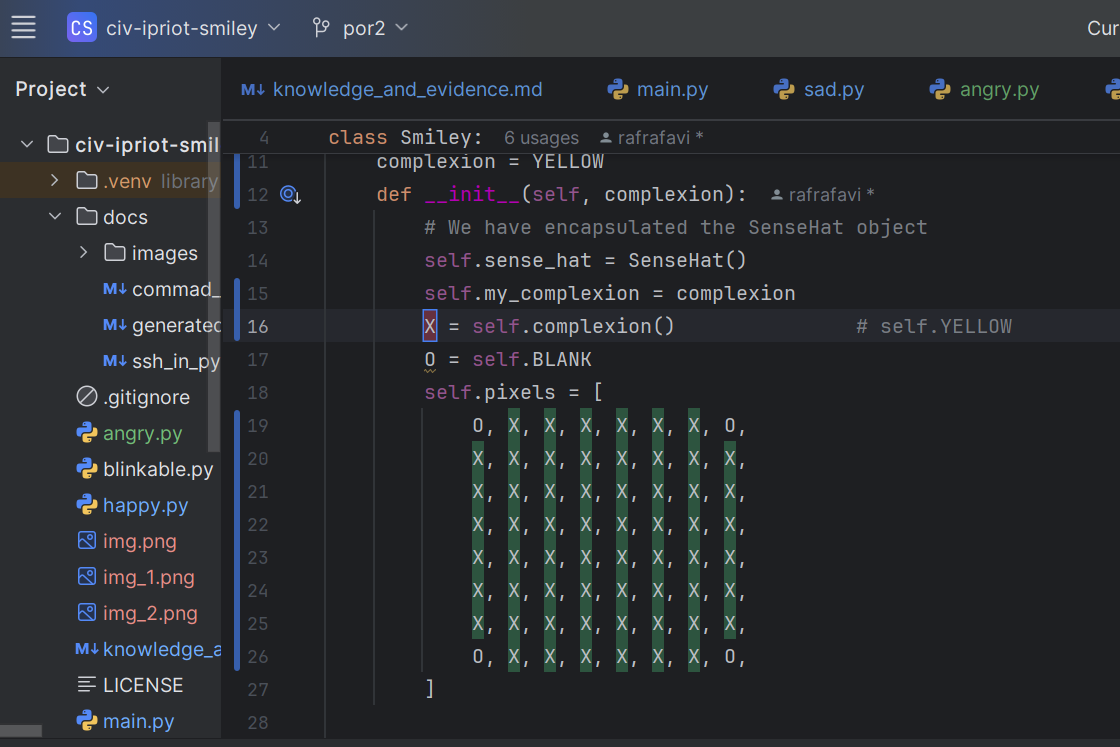 CS civ-ipriot-smiley por2 Cur
Project
knowledge_and_evidence.md main.py sad.py angry.py
civ-ipriot-smil
.venv library
docs
images
commad_
generated
ssh_in_py
.gitignore
angry.py
blinkable.py
happy.py
img.png
img_1.png
img_2.png
knowledge_a
LICENSE
main.py
4 class Smiley: 6 usages rafrafavi *
11 complexion = YELLOW
12 def __init__(self, complexion): rafrafavi *
13 # We have encapsulated the SenseHat object
14 self.sense_hat = SenseHat()
15 self.my_complexion = complexion
16 X = self.complexion() # self.YELLOW
17 O = self.BLANK
18 self.pixels = [
19 O, X, X, X, X, X, X, O,
20 X, X, X, X, X, X, X, X,
21 X, X, X, X, X, X, X, X,
22 X, X, X, X, X, X, X, X,
23 X, X, X, X, X, X, X, X,
24 X, X, X, X, X, X, X, X,
25 X, X, X, X, X, X, X, X,
26 O, X, X, X, X, X, X, O,
27 ]
28